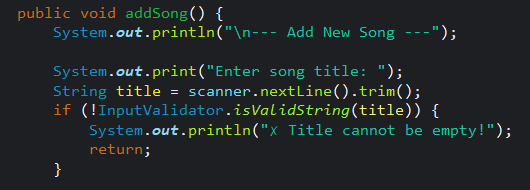 public void addSong() {
System.out.println("\n--- Add New Song ---");
System.out.print("Enter song title: ");
String title = scanner.nextLine().trim();
if (!InputValidator.isValidString(title)) {
System.out.println("✗ Title cannot be empty!");
return;
}